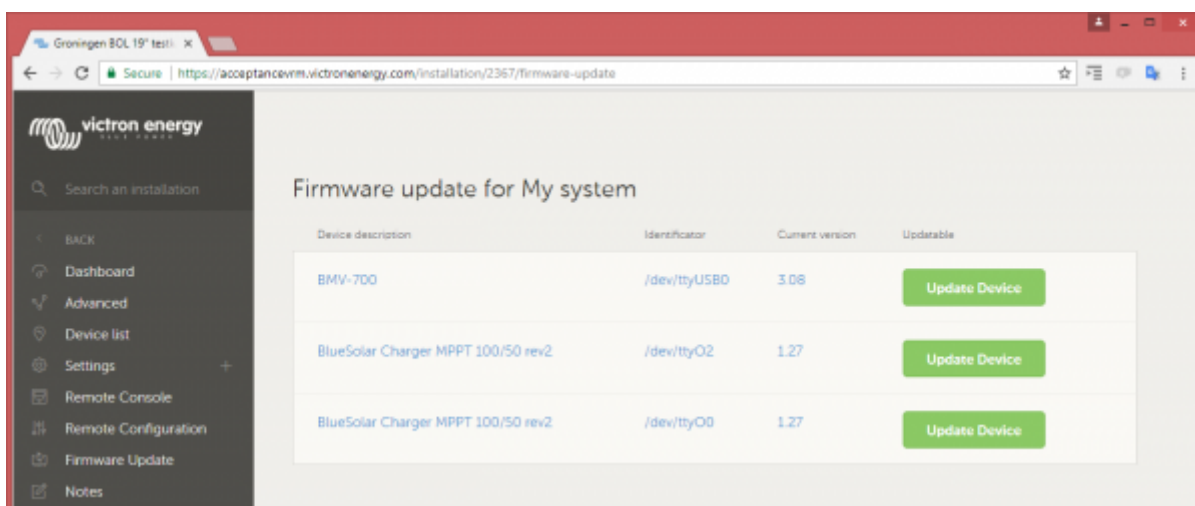 Groningen BOL 19" testi
Secure | https://acceptancevrm.victronenergy.com/installation/2367/firmware-update
victron energy
BLUE POWER
Search an installation
BACK
Dashboard
Advanced
Device list
Settings
Remote Console
Remote Configuration
Firmware Update
Notes
Firmware update for My system
Device description Identificator Current version Updatable
BMV-700 /dev/ttyUSB0 3.08 Update Device
BlueSolar Charger MPPT 100/50 rev2 /dev/ttyO2 1.27 Update Device
BlueSolar Charger MPPT 100/50 rev2 /dev/ttyO0 1.27 Update Device